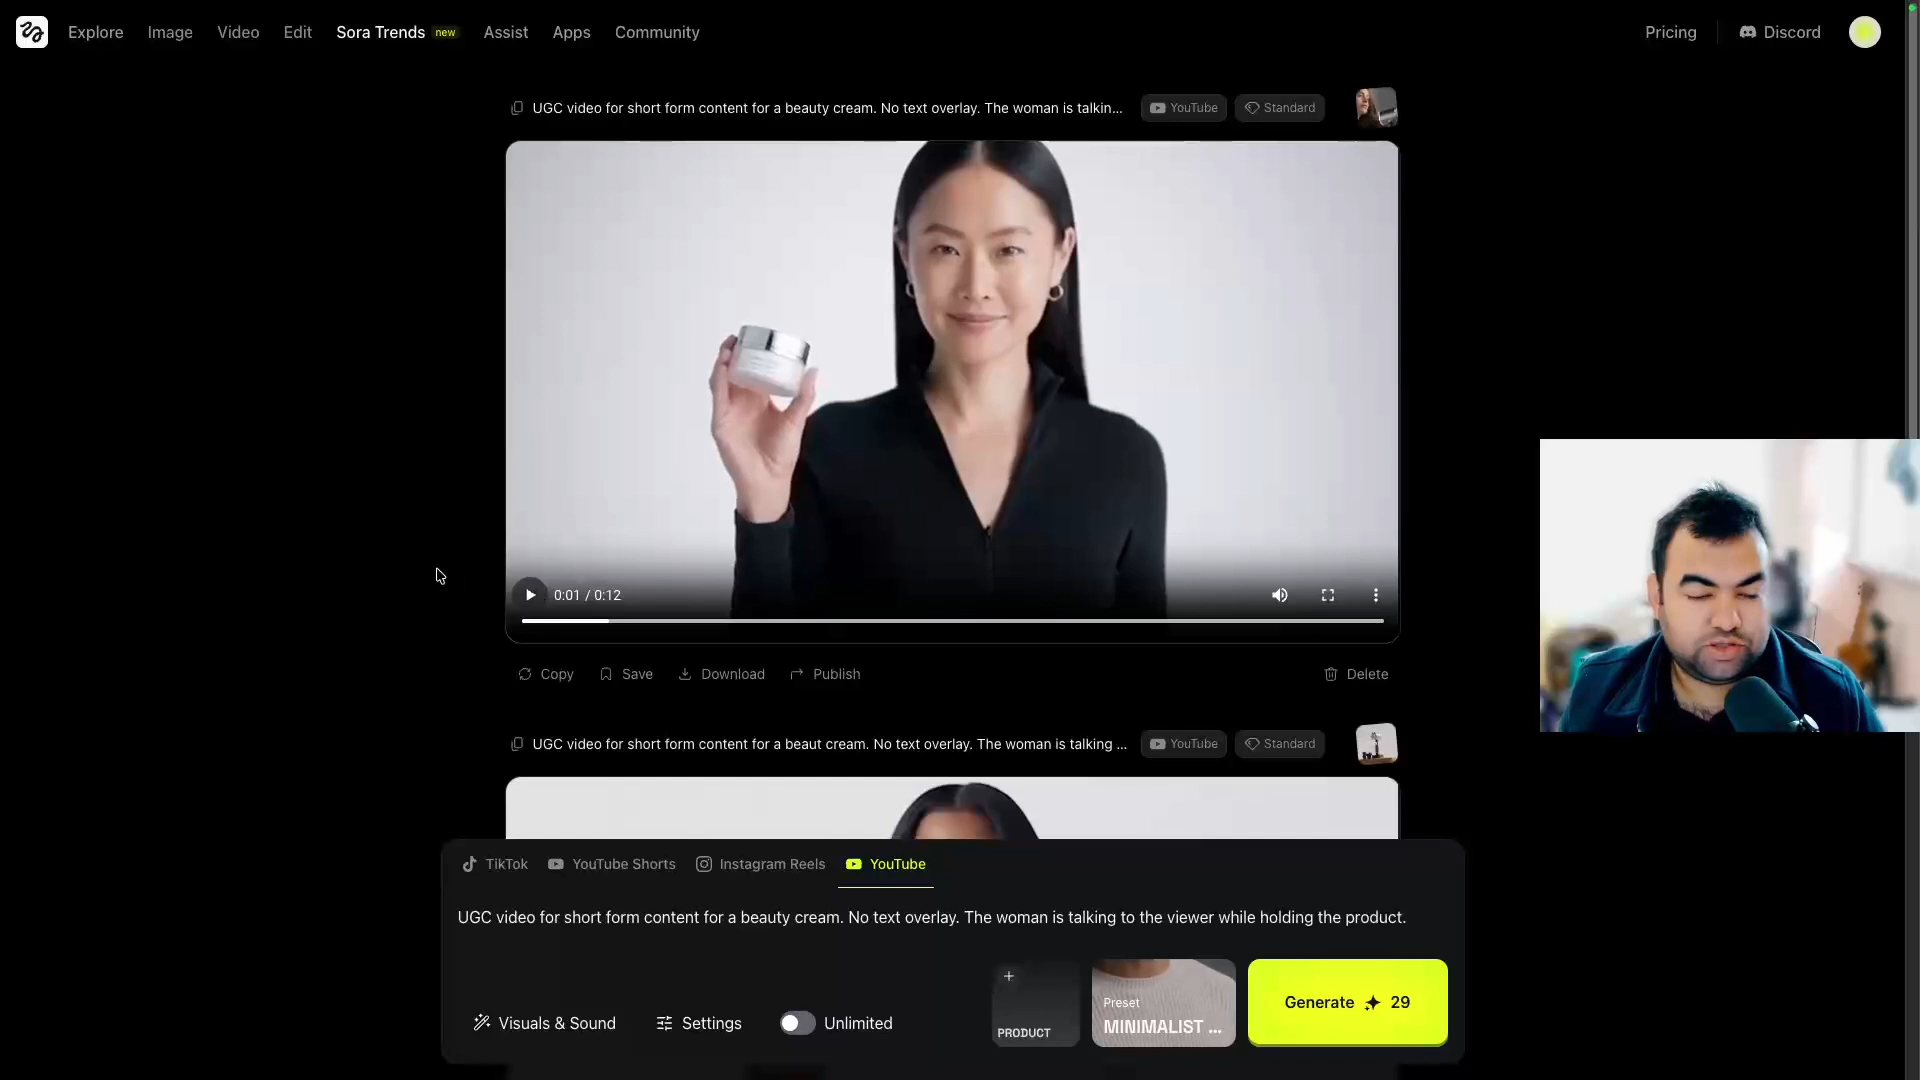 Explore
Image
Video
Edit
Sora Trends new
Assist
Apps
Community
Pricing
Discord
UGC video for short form content for a beauty cream. No text overlay. The woman is talkin...
YouTube
Standard
0:01 / 0:12
Copy
Save
Download
Publish
Delete
UGC video for short form content for a beaut cream. No text overlay. The woman is talking ...
YouTube
Standard
TikTok
YouTube Shorts
Instagram Reels
YouTube
UGC video for short form content for a beauty cream. No text overlay. The woman is talking to the viewer while holding the product.
Visuals & Sound
Settings
Unlimited
PRODUCT
Preset
MINIMALIST ...
Generate 29